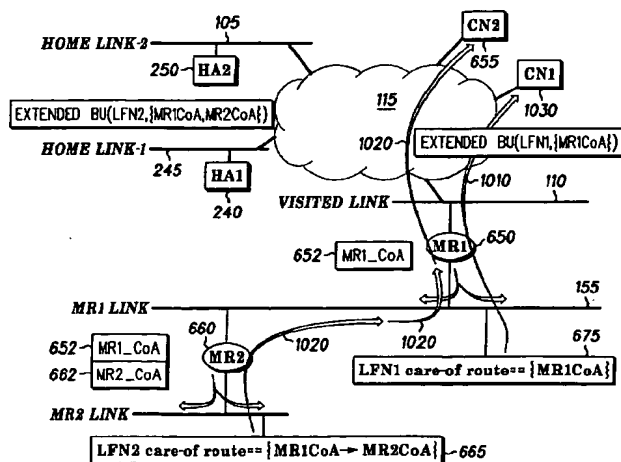 105
CN2
HOME LINK-2
655
250
HA2
CN1
115
1030
EXTENDED BU(LFN2,{MR1CoA,MR2CoA})
1020
EXTENDED BU(LFN1,{MR1CoA})
HOME LINK-1
245
HA1
1010
240
110
VISITED LINK
652
MR1_CoA
MR1
650
155
MR1 LINK
660
1020
1020
675
652
MR1_CoA
MR2
662
MR2_CoA
LFN1 care-of route=={MR1CoA}
MR2 LINK
LFN2 care-of route=={MR1CoA→MR2CoA}
665